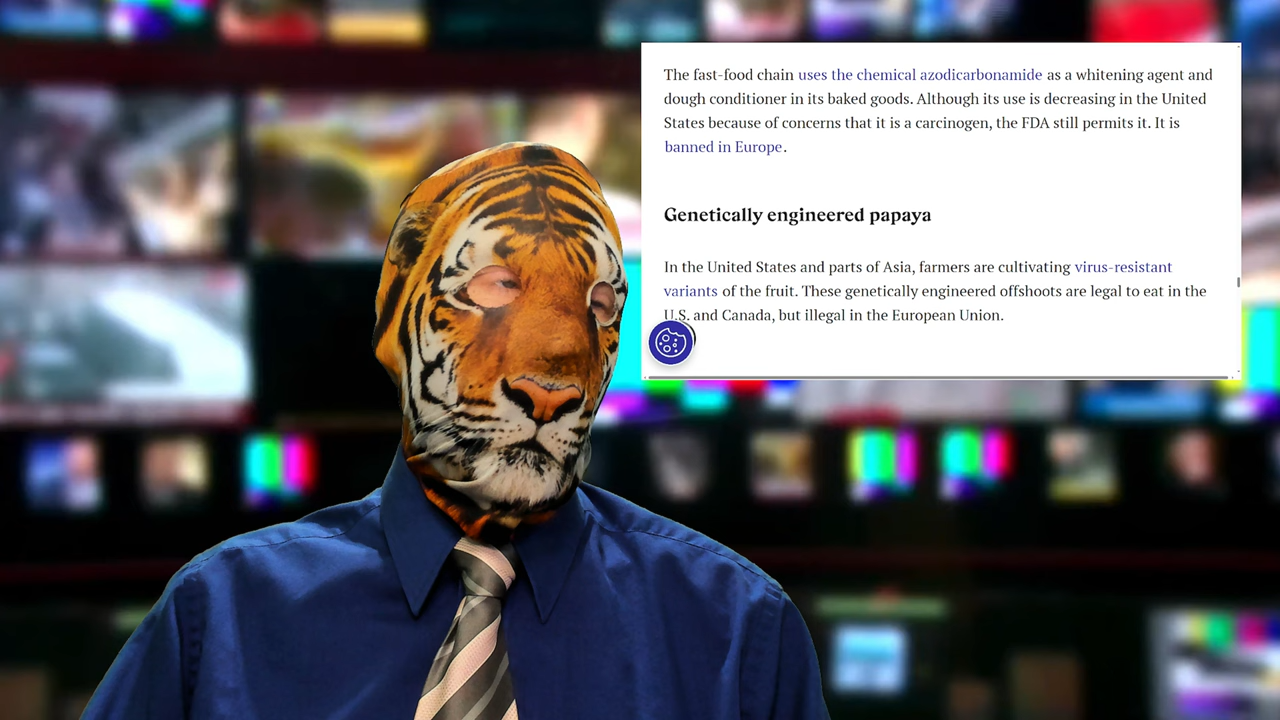 The fast-food chain uses the chemical azodicarbonamide as a whitening agent and
dough conditioner in its baked goods. Although its use is decreasing in the United
States because of concerns that it is a carcinogen, the FDA still permits it. It is
banned in Europe.
Genetically engineered papaya
In the United States and parts of Asia, farmers are cultivating virus-resistant
variants of the fruit. These genetically engineered offshoots are legal to eat in the
U.S. and Canada, but illegal in the European Union.